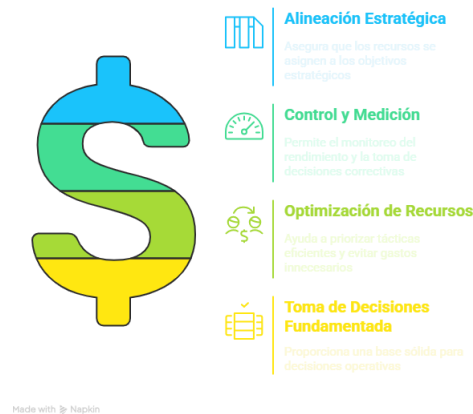 Alineación Estratégica
Asegura que los recursos se
asignen a los objetivos
estratégicos
Control y Medición
Permite el monitoreo del
rendimiento y la toma de
decisiones correctivas
Optimización de Recursos
Ayuda a priorizar tácticas
eficientes y evitar gastos
innecesarios
Toma de Decisiones
Fundamentada
Proporciona una base sólida para
decisiones operativas
Made with Napkin